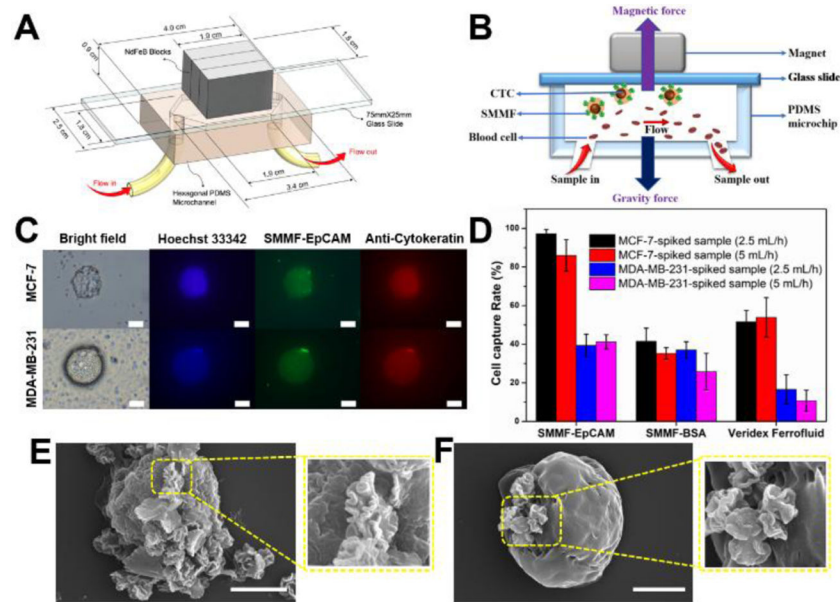 A
4.0 cm
1.9 cm
1.5 cm
0.9 cm
NdFeB Blocks
2.5 cm
1.3 cm
75mmX25mm
Glass Slide
Flow in
Flow out
Hexagonal PDMS
Microchannel
1.9 cm
3.4 cm
B
Magnetic force
Magnet
Glass slide
CTC
SMMF
PDMS
microchip
Blood cell
Flow
Sample in
Sample out
Gravity force
C
Bright field
Hoechst 33342
SMMF-EpCAM
Anti-Cytokeratin
MCF-7
MDA-MB-231
D
Cell capture Rate (%)
100
80
60
40
20
0
MCF-7-spiked sample (2.5 mL/h)
MCF-7-spiked sample (5 mL/h)
MDA-MB-231-spiked sample (2.5 mL/h)
MDA-MB-231-spiked sample (5 mL/h)
SMMF-EpCAM
SMMF-BSA
Veridex Ferrofluid
E
F